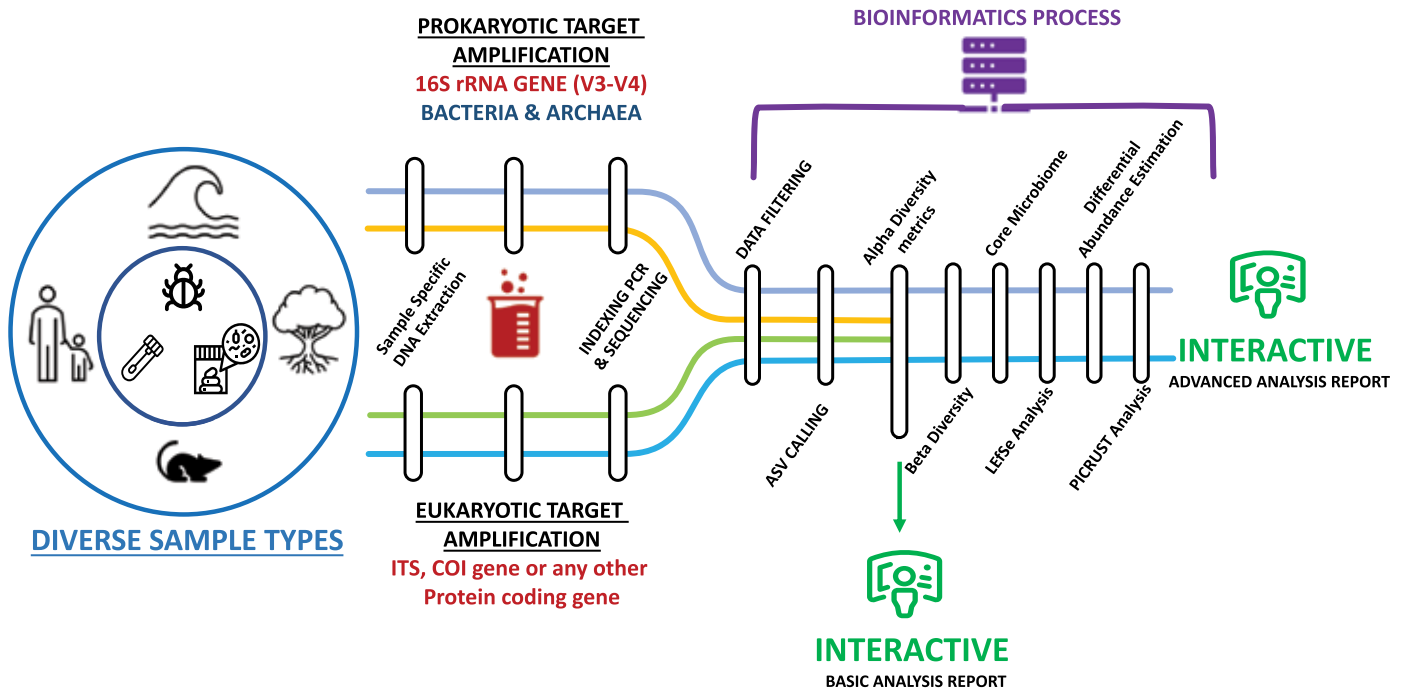 PROKARYOTIC TARGET
AMPLIFICATION
16S rRNA GENE (V3-V4)
BACTERIA & ARCHAEA
BIOINFORMATICS PROCESS
Sample Specific
DNA Extraction
INDEXING PCR
& SEQUENCING
DATA FILTERING
ASV CALLING
Alpha Diversity
metrics
Beta Diversity
Core Microbiome
LEfSe Analysis
Differential
Abundance Estimation
PICRUST Analysis
INTERACTIVE
ADVANCED ANALYSIS REPORT
DIVERSE SAMPLE TYPES
EUKARYOTIC TARGET
AMPLIFICATION
ITS, COI gene or any other
Protein coding gene
INTERACTIVE
BASIC ANALYSIS REPORT